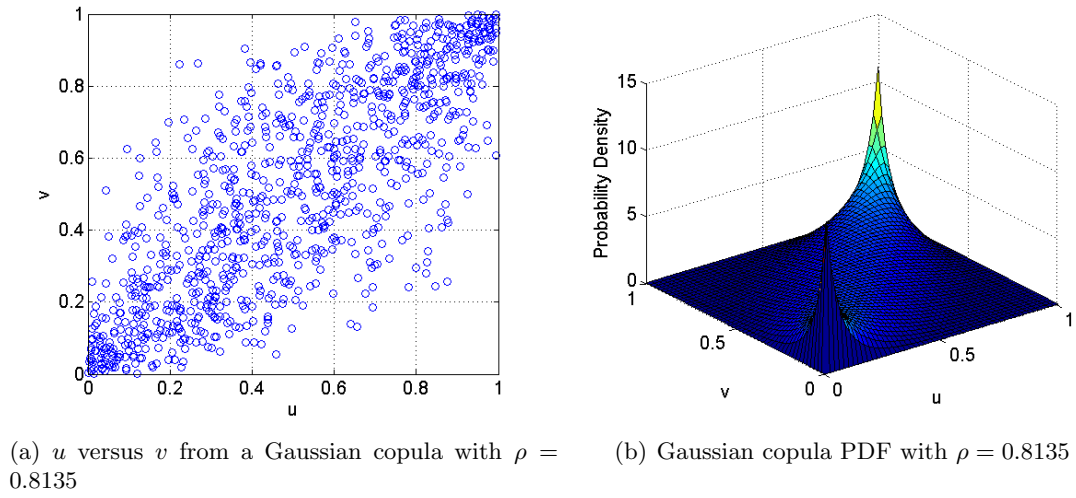 1
0.8
0.6
0.4
0.2
0
v
0 0.2 0.4 0.6 0.8 1
u
15
10
5
0
Probability Density
1
0.5
0
v
0
0.5
1
u
(a) u versus v from a Gaussian copula with ρ =
0.8135
(b) Gaussian copula PDF with ρ = 0.8135